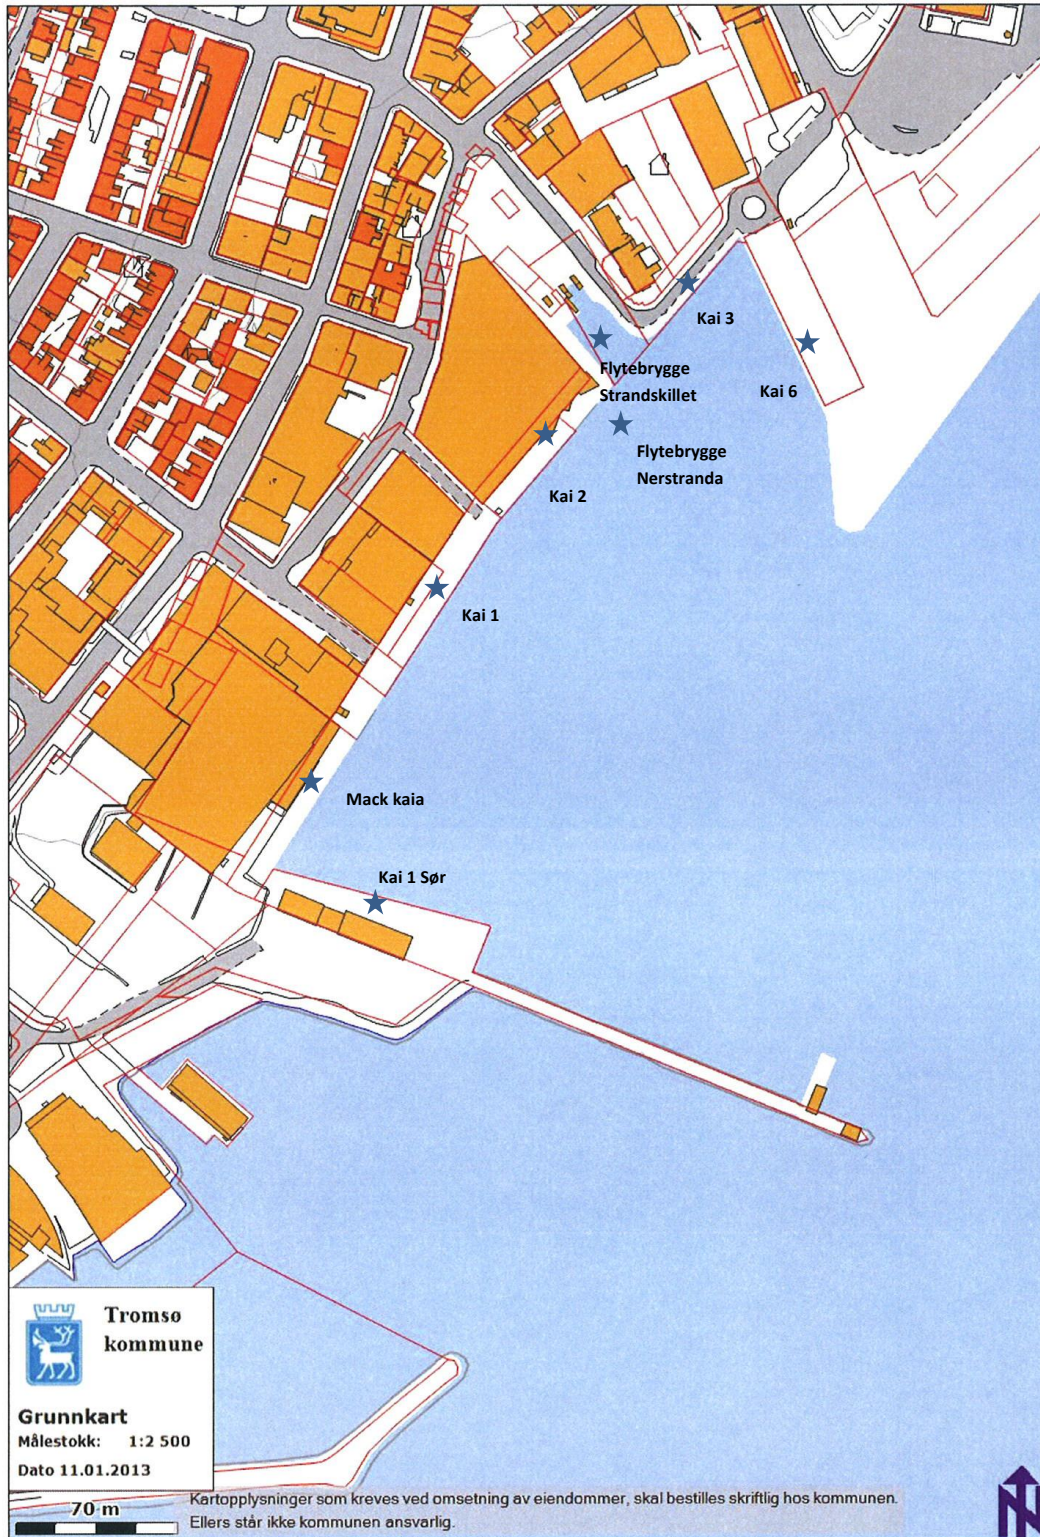 Kai 3
Flytebrygge
Strandskillet
Kai 6
Flytebrygge
Nerstranda
Kai 2
Kai 1
Mack kaia
Kai 1 Sør
Tromsø
kommune
Grunnkart
Målestokk: 1:2 500
Dato 11.01.2013
70 m
Kartopplysninger som kreves ved omsetning av eiendommer, skal bestilles skriftlig hos kommunen.
Ellers står ikke kommunen ansvarlig.
N